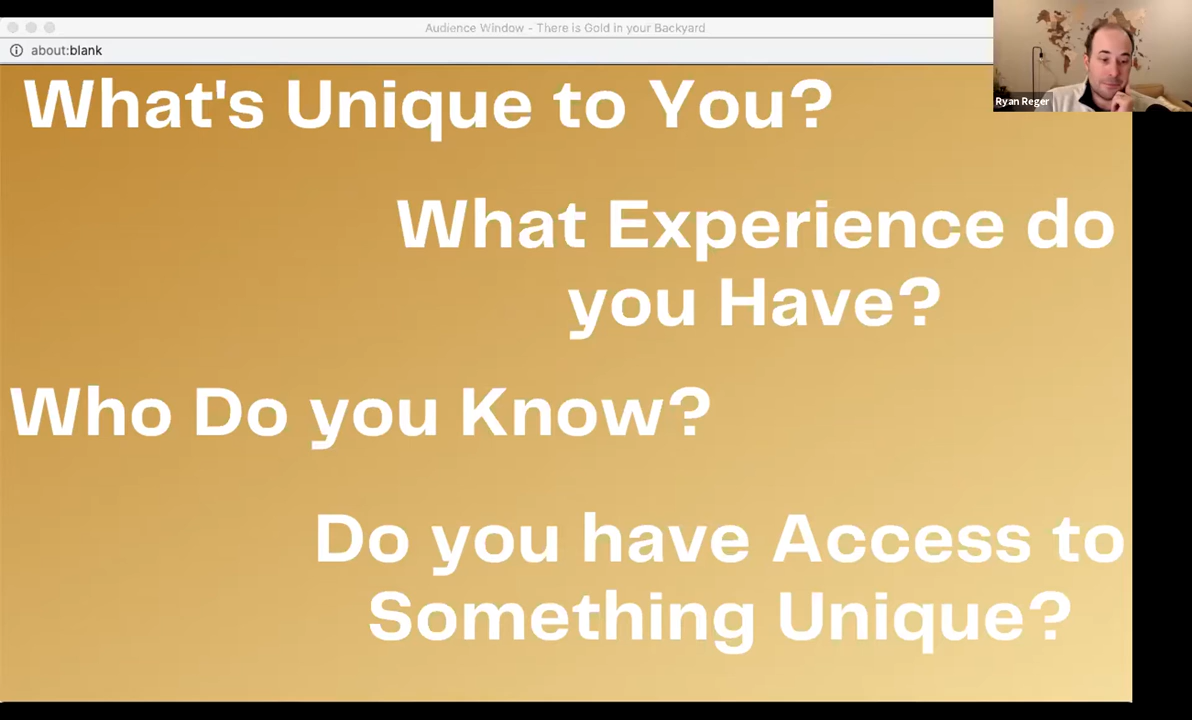 Audience Window - There is Gold in your Backyard
about:blank
Ryan Reger
What's Unique to You?
What Experience do
you Have?
Who Do you Know?
Do you have Access to
Something Unique?